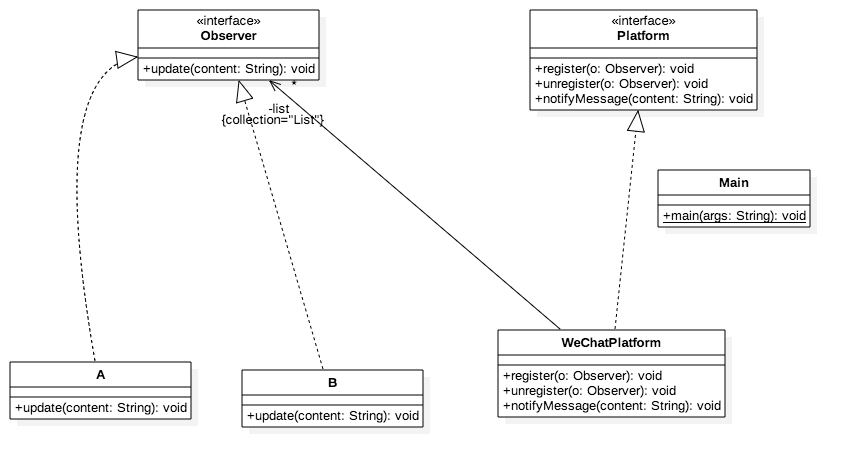 «interface»
Observer
+update(content: String): void
*
-list
{collection="List"}
«interface»
Platform
+register(o: Observer): void
+unregister(o: Observer): void
+notifyMessage(content: String): void
Main
+main(args: String): void
A
+update(content: String): void
B
+update(content: String): void
WeChatPlatform
+register(o: Observer): void
+unregister(o: Observer): void
+notifyMessage(content: String): void